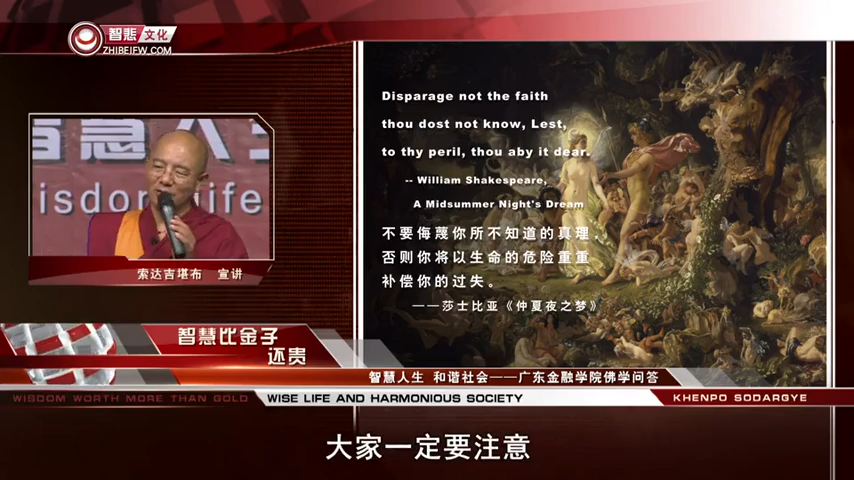 智悲文化
ZHIBEIFW.COM
智慧人生
isdom life
索达吉堪布 宣讲
Disparage not the faith
thou dost not know, Lest,
to thy peril, thou aby it dear.
-- William Shakespeare,
A Midsummer Night's Dream
不要侮蔑你所不知道的真理，
否则你将以生命的危险重重
补偿你的过失。
——莎士比亚《仲夏夜之梦》
智慧比金子
还贵
智慧人生 和谐社会——广东金融学院佛学问答
WISDOM WORTH MORE THAN GOLD
WISE LIFE AND HARMONIOUS SOCIETY
KHENPO SODARGYE
大家一定要注意